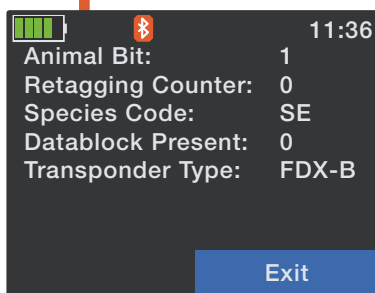 11:36
Animal Bit: 1
Retagging Counter: 0
Species Code: SE
Datablock Present: 0
Transponder Type: FDX-B
Exit